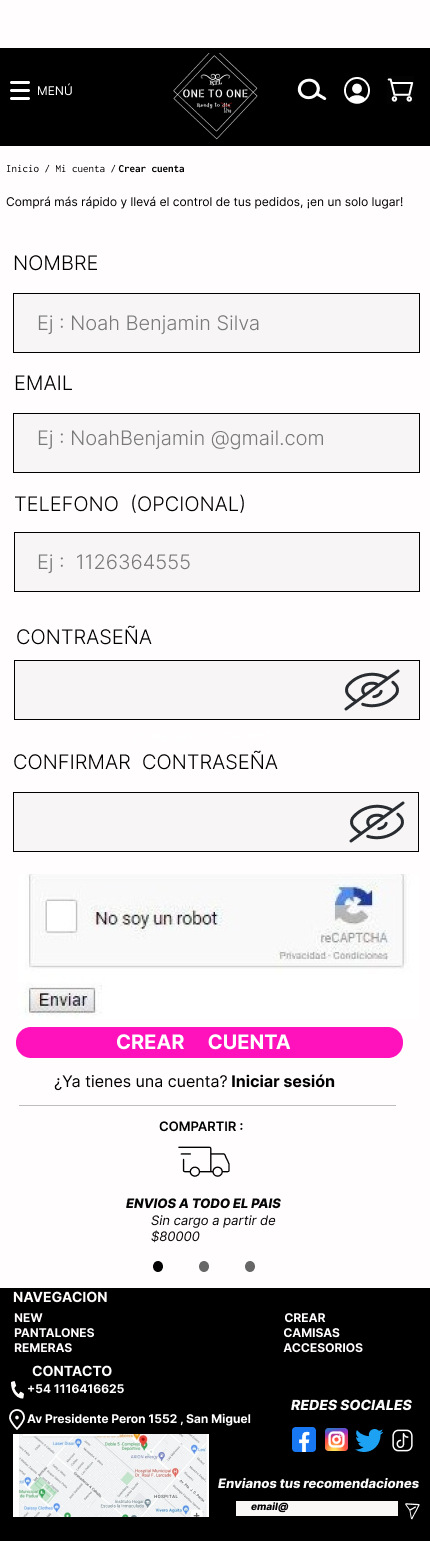 MENÚ
ONE TO ONE
Ready to
Inicio / Mi cuenta / Crear cuenta
Comprá más rápido y llevá el control de tus pedidos, ¡en un solo lugar!
NOMBRE
Ej : Noah Benjamin Silva
EMAIL
Ej : NoahBenjamin @gmail.com
TELEFONO (OPCIONAL)
Ej : 1126364555
CONTRASEÑA
CONFIRMAR CONTRASEÑA
No soy un robot
reCAPTCHA
Privacidad · Condiciones
Enviar
CREAR CUENTA
¿Ya tienes una cuenta? Iniciar sesión
COMPARTIR :
ENVIOS A TODO EL PAIS
Sin cargo a partir de
$80000
NAVEGACION
NEW
PANTALONES
REMERAS
CREAR
CAMISAS
ACCESORIOS
CONTACTO
+54 1116416625
Av Presidente Peron 1552 , San Miguel
REDES SOCIALES
Envianos tus recomendaciones
email@
HOSPITAL